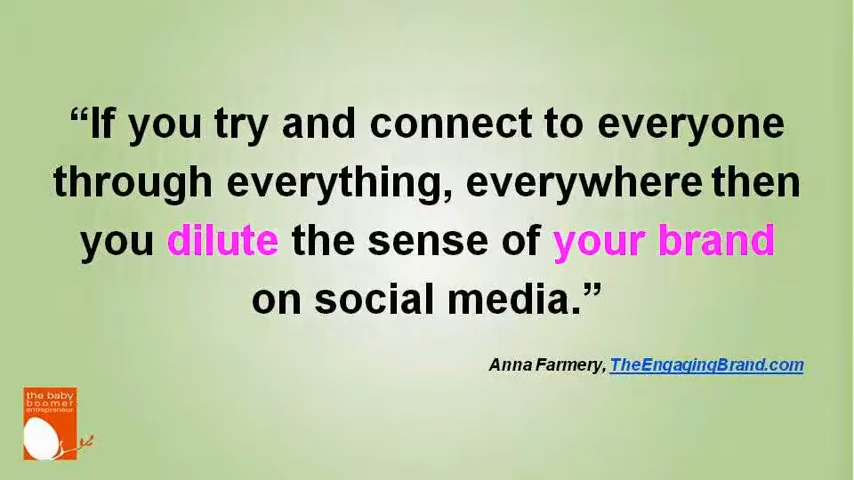 “If you try and connect to everyone
through everything, everywhere then
you dilute the sense of your brand
on social media.”
Anna Farmery, TheEngagingBrand.com
the baby
boomer
entrepreneur